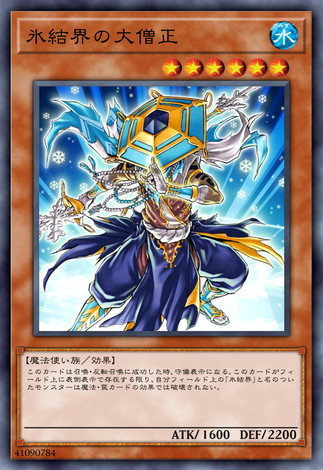 氷結界の大僧正
水
【魔法使い族／効果】
このカードは召喚・反転召喚に成功した時、守備表示になる。このカードがフィ
ールド上に表側表示で存在する限り、自分フィールド上の「氷結界」と名のつい
たモンスターは魔法・罠カードの効果では破壊されない。
ATK/1600 DEF/2200
41090784